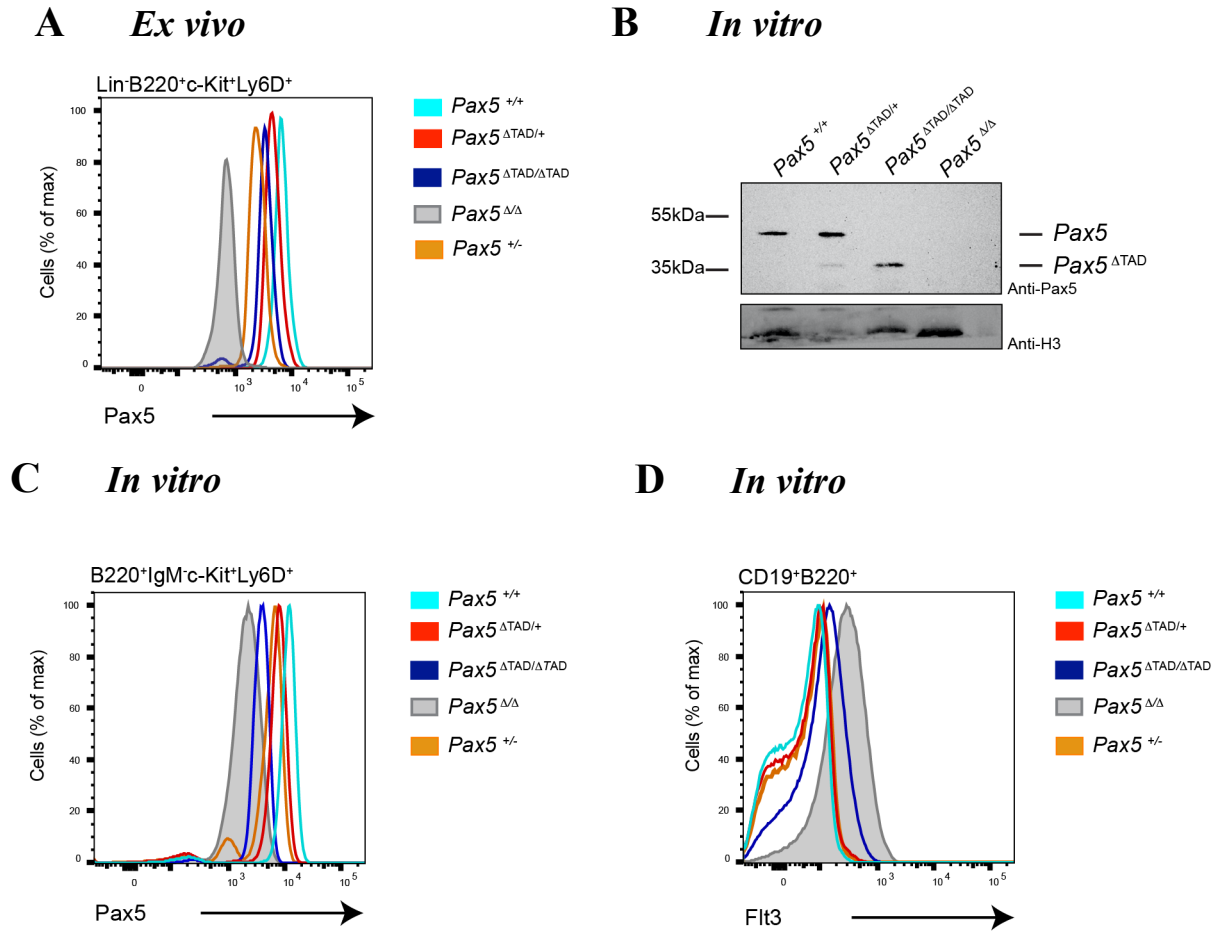 A Ex vivo
Lin⁻B220⁺c-Kit⁺Ly6D⁺
Cells (% of max)
100
80
60
40
20
0
0 10³ 10⁴ 10⁵
Pax5
Pax5 +/+
Pax5 ΔTAD/+
Pax5 ΔTAD/ΔTAD
Pax5 Δ/Δ
Pax5 +/-
B In vitro
Pax5 +/+ Pax5 ΔTAD/+ Pax5 ΔTAD/ΔTAD Pax5 Δ/Δ
55kDa
35kDa
Pax5
Pax5 ΔTAD
Anti-Pax5
Anti-H3
C In vitro
B220⁺IgM⁻c-Kit⁺Ly6D⁺
Cells (% of max)
100
80
60
40
20
0
0 10³ 10⁴ 10⁵
Pax5
Pax5 +/+
Pax5 ΔTAD/+
Pax5 ΔTAD/ΔTAD
Pax5 Δ/Δ
Pax5 +/-
D In vitro
CD19⁺B220⁺
Cells (% of max)
100
80
60
40
20
0
0 10³ 10⁴ 10⁵
Flt3
Pax5 +/+
Pax5 ΔTAD/+
Pax5 ΔTAD/ΔTAD
Pax5 Δ/Δ
Pax5 +/-